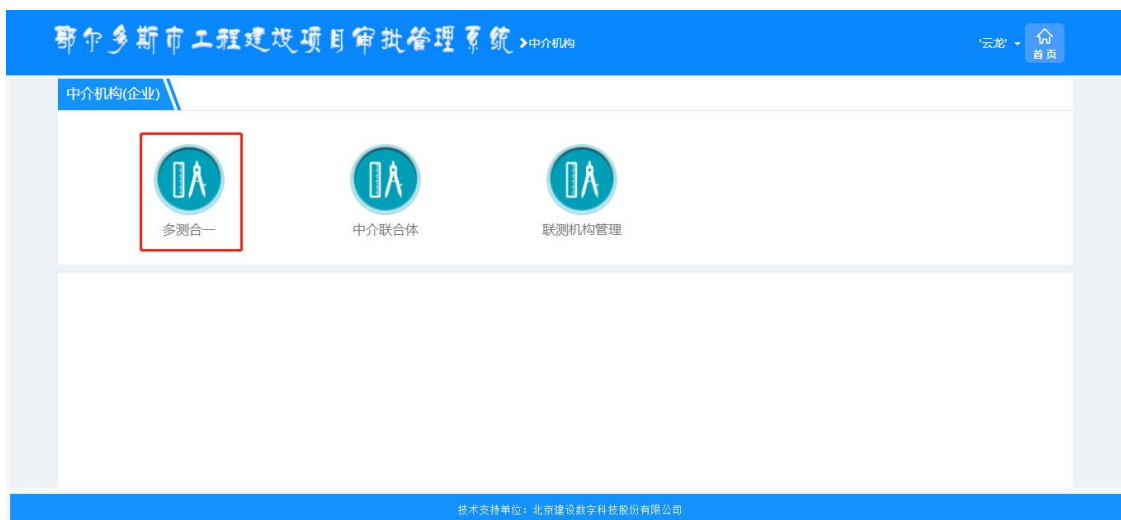 鄂尔多斯市工程建设项目审批管理系统 >中介机构
'云龙'
首页
中介机构(企业)
多测合一
中介联合体
联测机构管理
技术支持单位：北京建设数字科技股份有限公司